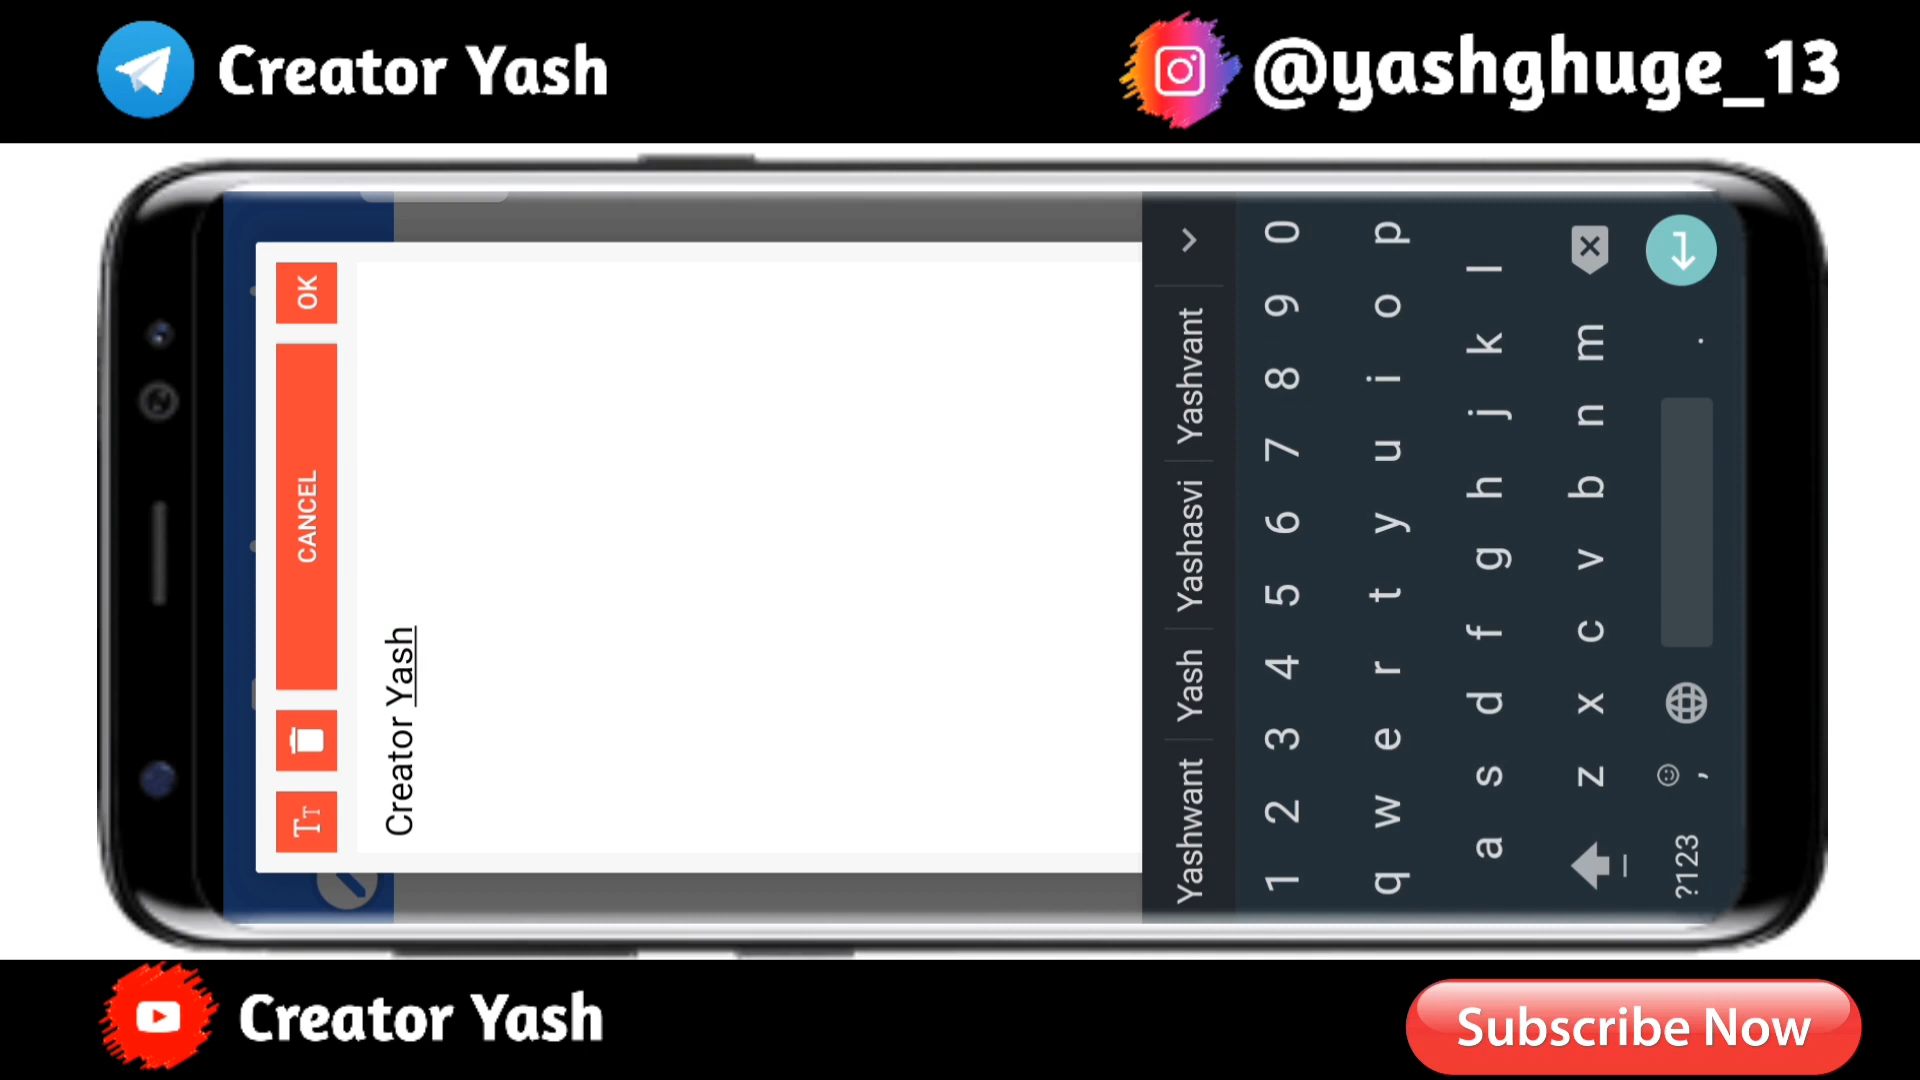 Creator Yash
@yashghuge_13
Tт
CANCEL
OK
Creator Yash
Yashwant Yash Yashasvi Yashvant
1 2 3 4 5 6 7 8 9 0
q w e r t y u i o p
a s d f g h j k l
z x c v b n m
?123 , .
Creator Yash
Subscribe Now